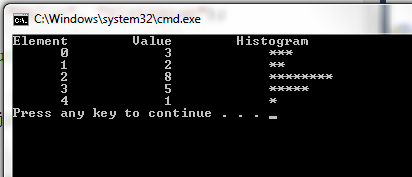 C:\Windows\system32\cmd.exe
Element Value Histogram
0 3 ***
1 2 **
2 8 ********
3 5 *****
4 1 *
Press any key to continue . . . _